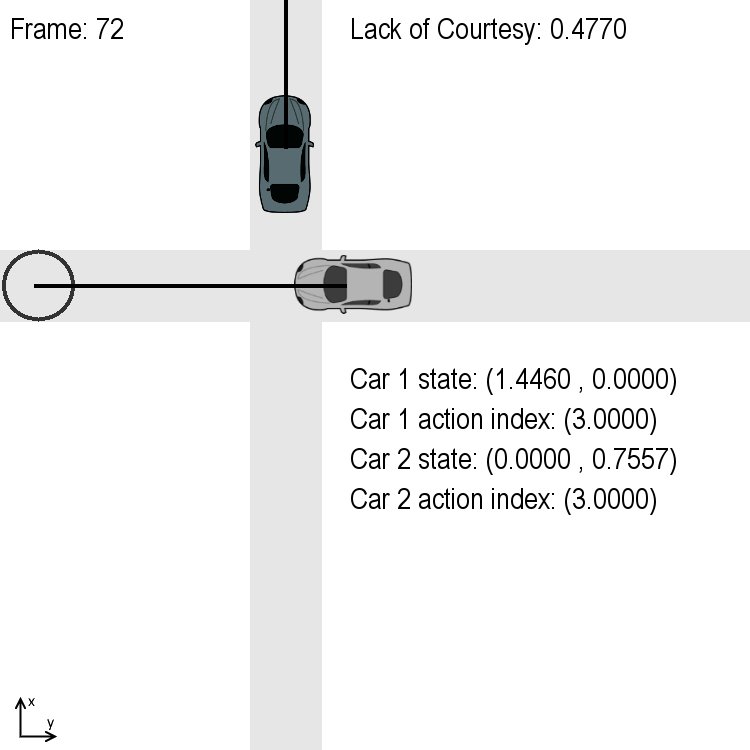 Frame: 72
Lack of Courtesy: 0.4770
Car 1 state: (1.4460 , 0.0000)
Car 1 action index: (3.0000)
Car 2 state: (0.0000 , 0.7557)
Car 2 action index: (3.0000)
x
y